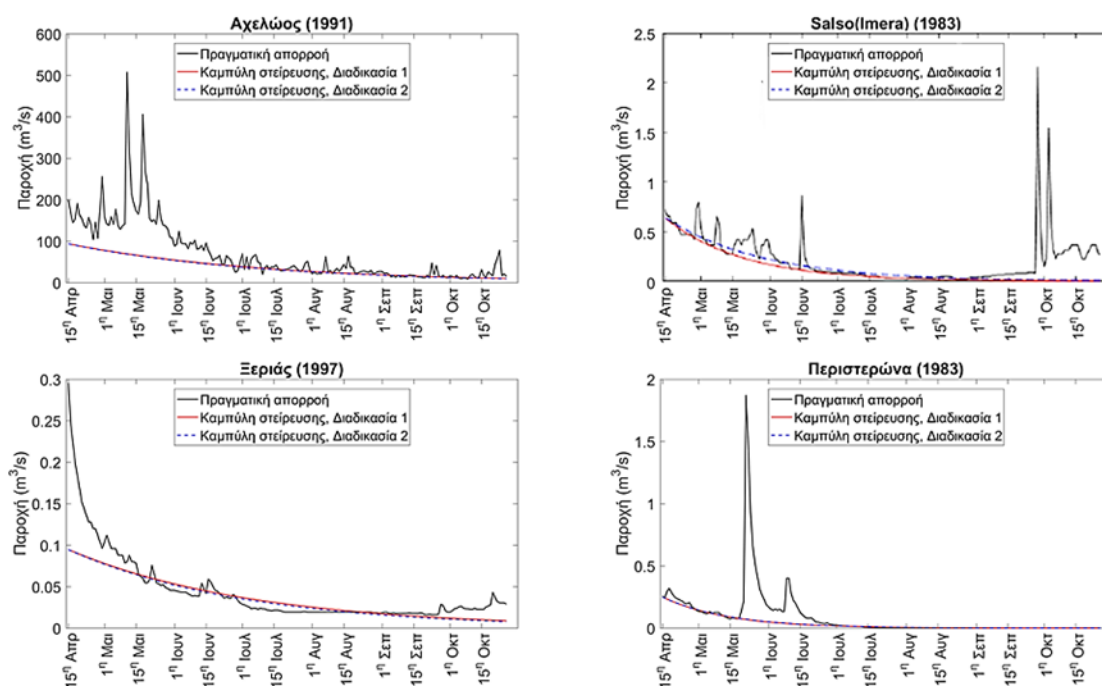 Αχελώος (1991)
Παροχή (m³/s)
600
500
400
300
200
100
0
Πραγματική απορροή
Καμπύλη στείρευσης, Διαδικασία 1
Καμπύλη στείρευσης, Διαδικασία 2
15η Απρ
1η Μαι
15η Μαι
1η Ιουν
15η Ιουν
1η Ιουλ
15η Ιουλ
1η Αυγ
15η Αυγ
1η Σεπ
15η Σεπ
1η Οκτ
15η Οκτ
Salso(Imera) (1983)
Παροχή (m³/s)
2.5
2
1.5
1
0.5
0
Πραγματική απορροή
Καμπύλη στείρευσης, Διαδικασία 1
Καμπύλη στείρευσης, Διαδικασία 2
15η Απρ
1η Μαι
15η Μαι
1η Ιουν
15η Ιουν
1η Ιουλ
15η Ιουλ
1η Αυγ
15η Αυγ
1η Σεπ
15η Σεπ
1η Οκτ
15η Οκτ
Ξεριάς (1997)
Παροχή (m³/s)
0.3
0.25
0.2
0.15
0.1
0.05
0
Πραγματική απορροή
Καμπύλη στείρευσης, Διαδικασία 1
Καμπύλη στείρευσης, Διαδικασία 2
15η Απρ
1η Μαι
15η Μαι
1η Ιουν
15η Ιουν
1η Ιουλ
15η Ιουλ
1η Αυγ
15η Αυγ
1η Σεπ
15η Σεπ
1η Οκτ
15η Οκτ
Περιστερώνα (1983)
Παροχή (m³/s)
2
1.5
1
0.5
0
Πραγματική απορροή
Καμπύλη στείρευσης, Διαδικασία 1
Καμπύλη στείρευσης, Διαδικασία 2
15η Απρ
1η Μαι
15η Μαι
1η Ιουν
15η Ιουν
1η Ιουλ
15η Ιουλ
1η Αυγ
15η Αυγ
1η Σεπ
15η Σεπ
1η Οκτ
15η Οκτ